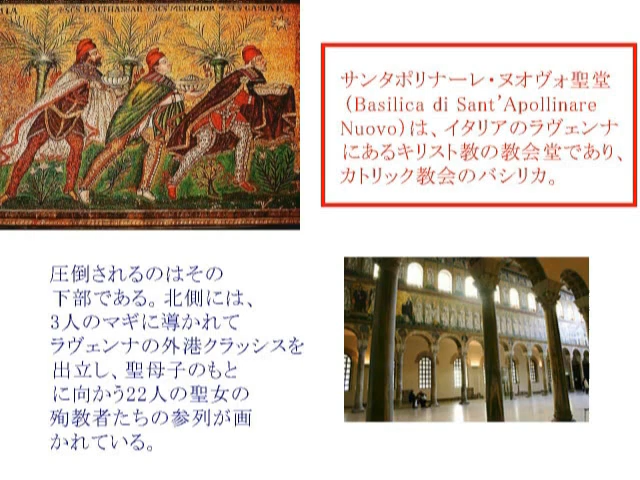 SCS BALTHASSAR SCS MELCHIOR SCS GASPAR
サンタポリナーレ・ヌオヴォ聖堂
（Basilica di Sant'Apollinare
Nuovo）は、イタリアのラヴェンナ
にあるキリスト教の教会堂であり、
カトリック教会のバシリカ。
圧倒されるのはその
下部である。北側には、
3人のマギに導かれて
ラヴェンナの外港クラッシスを
出立し、聖母子のもと
に向かう22人の聖女の
殉教者たちの参列が画
かれている。